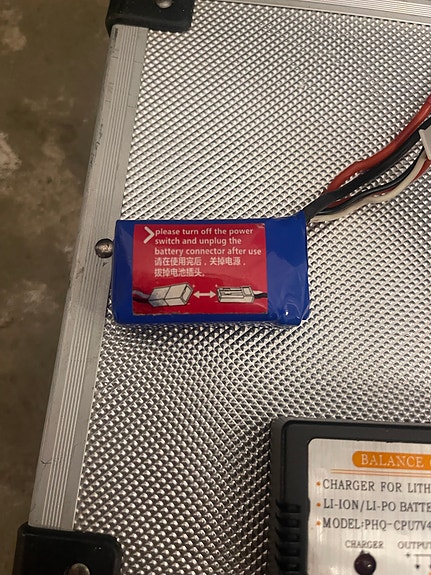 please turn off the power
switch and unplug the
battery connector after use
请在使用完后，关掉电源，
拔掉电池插头。
BALANCE
·CHARGER FOR LITH
·LI-ION/LI-PO BATTE
·MODEL:PHQ-CPU7V4
CHARGER OUTPUT